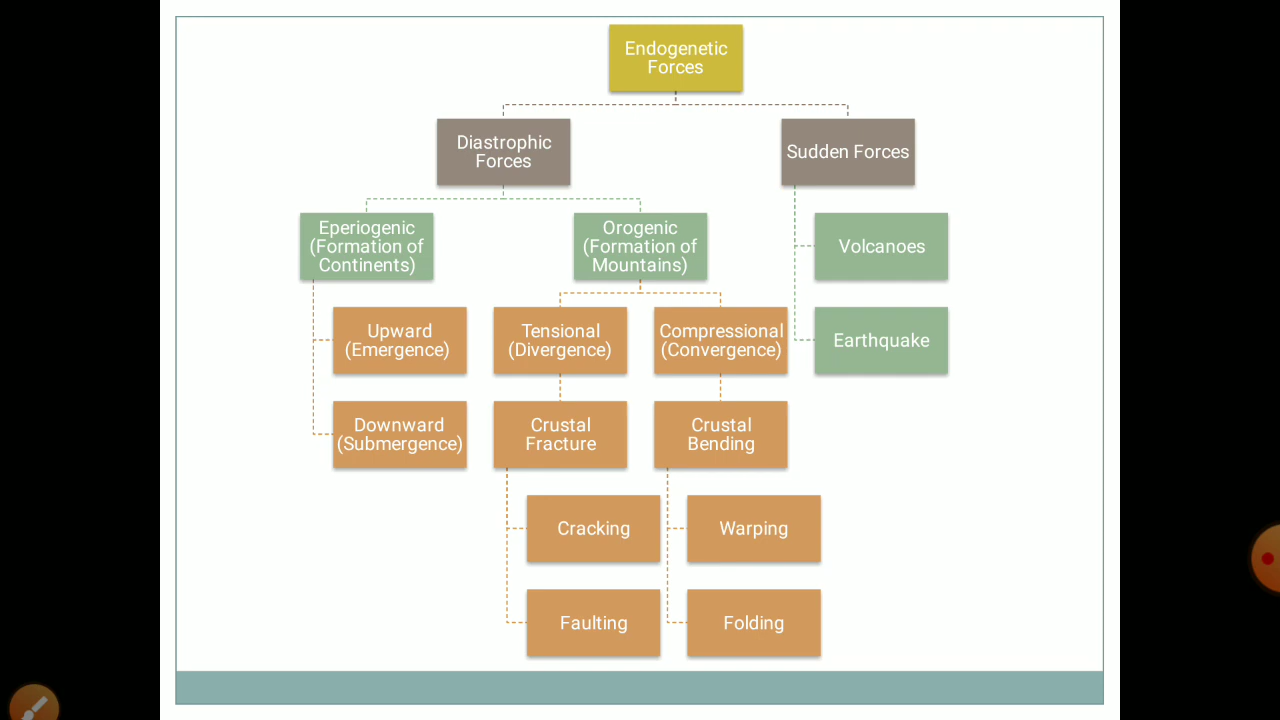 Endogenetic
Forces
Diastrophic
Forces
Sudden Forces
Eperiogenic
(Formation of
Continents)
Orogenic
(Formation of
Mountains)
Volcanoes
Upward
(Emergence)
Tensional
(Divergence)
Compressional
(Convergence)
Earthquake
Downward
(Submergence)
Crustal
Fracture
Crustal
Bending
Cracking
Warping
Faulting
Folding